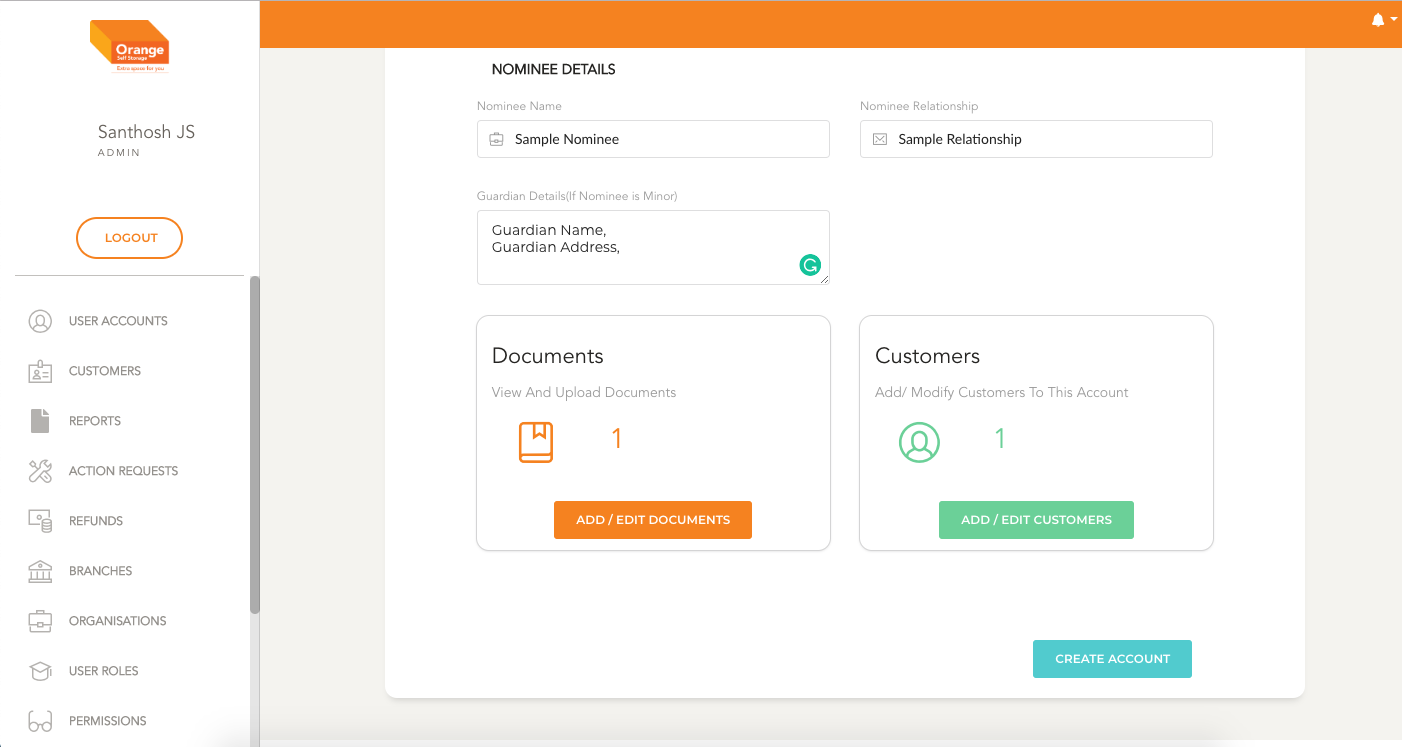 Orange
Self Storage
Extra space for you
Santhosh JS
ADMIN
LOGOUT
USER ACCOUNTS
CUSTOMERS
REPORTS
ACTION REQUESTS
REFUNDS
BRANCHES
ORGANISATIONS
USER ROLES
PERMISSIONS
NOMINEE DETAILS
Nominee Name
Nominee Relationship
Sample Nominee
Sample Relationship
Guardian Details(If Nominee is Minor)
Guardian Name,
Guardian Address,
Documents
View And Upload Documents
1
ADD / EDIT DOCUMENTS
Customers
Add/ Modify Customers To This Account
1
ADD / EDIT CUSTOMERS
CREATE ACCOUNT